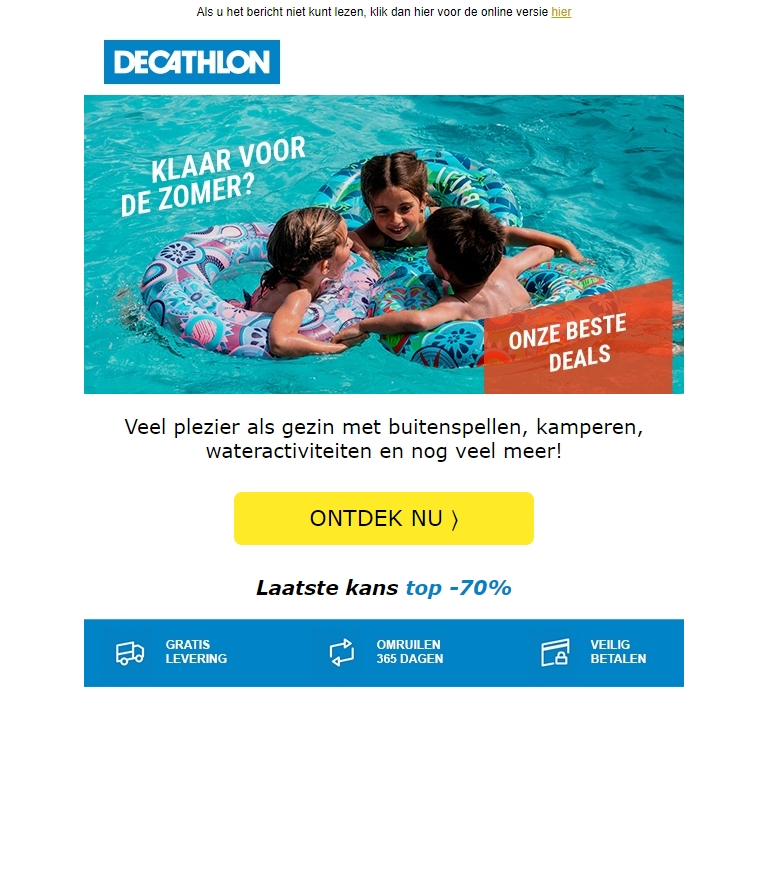 Als u het bericht niet kunt lezen, klik dan hier voor de online versie hier
DECATHLON
KLAAR VOOR
DE ZOMER?
ONZE BESTE
DEALS
Veel plezier als gezin met buitenspellen, kamperen,
wateractiviteiten en nog veel meer!
ONTDEK NU ⟩
Laatste kans top -70%
GRATIS
LEVERING
OMRUILEN
365 DAGEN
VEILIG
BETALEN